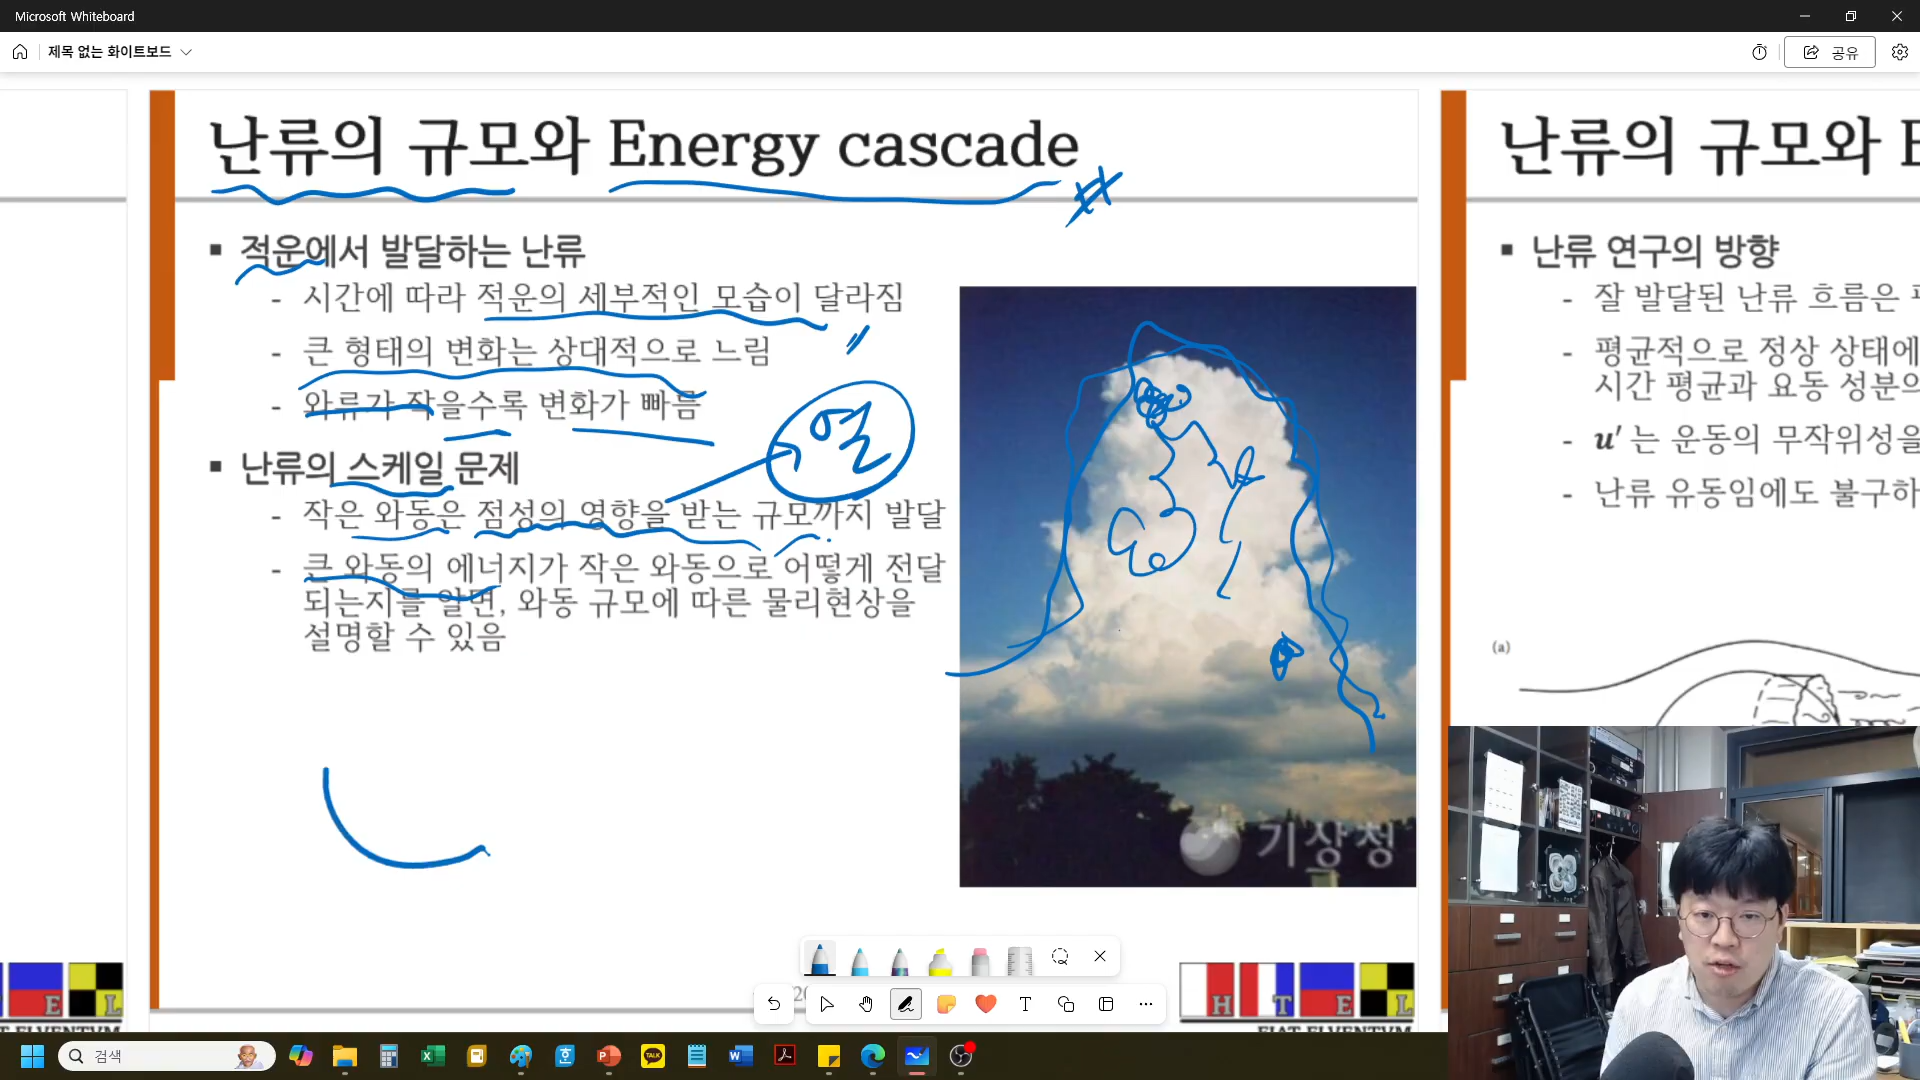 Microsoft Whiteboard
제목 없는 화이트보드
공유
난류의 규모와 Energy cascade
#
적운에서 발달하는 난류
- 시간에 따라 적운의 세부적인 모습이 달라짐
- 큰 형태의 변화는 상대적으로 느림
- 와류가 작을수록 변화가 빠름
열
난류의 스케일 문제
- 작은 와동은 점성의 영향을 받는 규모까지 발달
- 큰 와동의 에너지가 작은 와동으로 어떻게 전달
되는지를 알면, 와동 규모에 따른 물리현상을
설명할 수 있음
기상청
H T E L
FIAT ELVENTVM
E L
난류의 규모와 E
난류 연구의 방향
- 잘 발달된 난류 흐름은
- 평균적으로 정상 상태에
시간 평균과 요동 성분의
- u′ 는 운동의 무작위성을
- 난류 유동임에도 불구하
(a)
검색
TALK